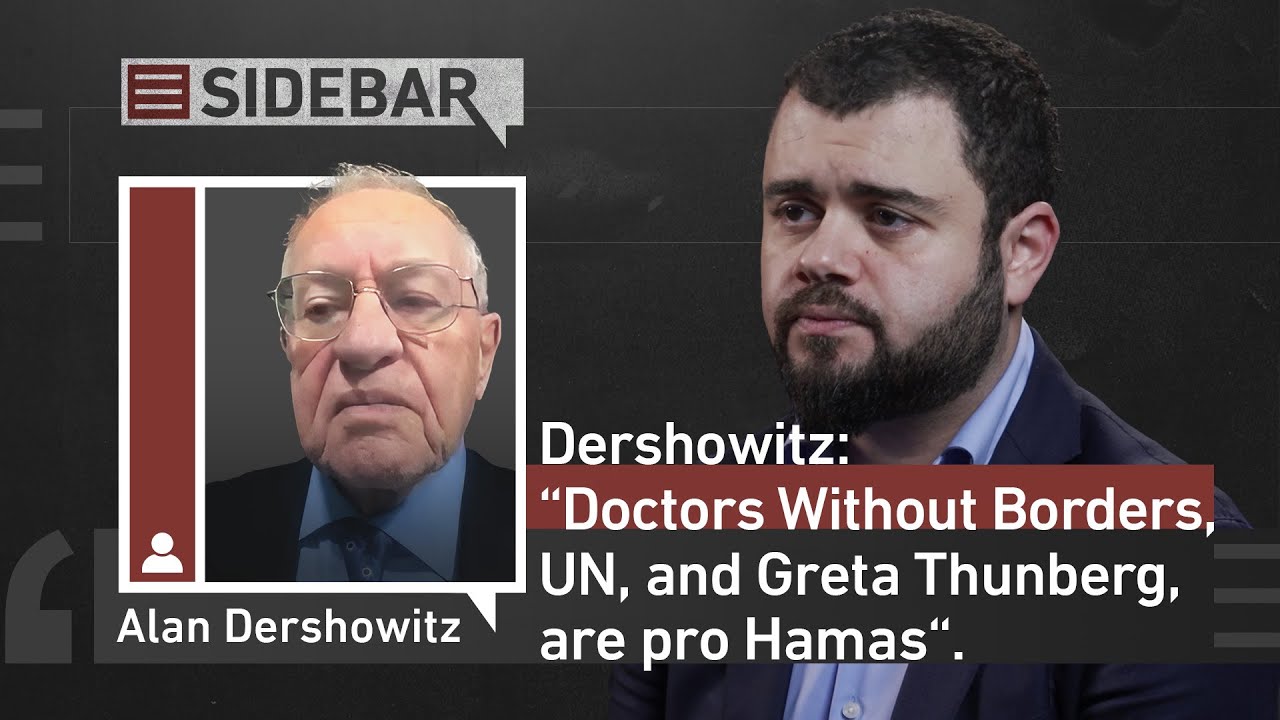 SIDEBAR
Alan Dershowitz
Dershowitz:
“Doctors Without Borders,
UN, and Greta Thunberg,
are pro Hamas“.